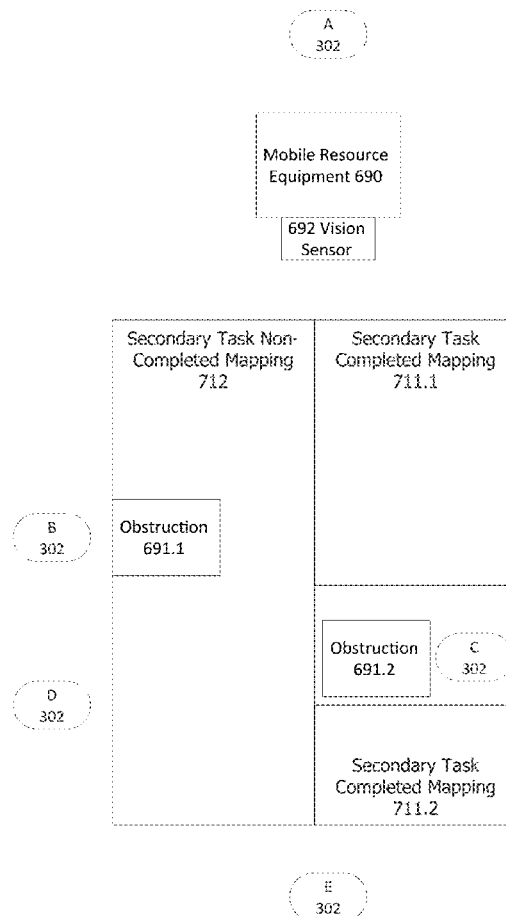 A
302
Mobile Resource
Equipment 690
692 Vision
Sensor
Secondary Task Non-
Completed Mapping
712
Secondary Task
Completed Mapping
711.1
B
302
Obstruction
691.1
Obstruction
691.2
C
302
D
302
Secondary Task
Completed Mapping
711.2
E
302